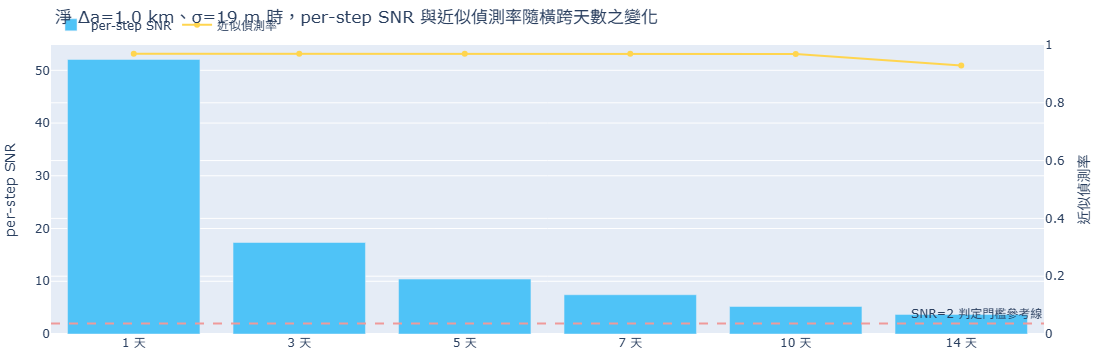 淨 Δa=1.0 km、σ=19 m 時，per-step SNR 與近似偵測率隨橫跨天數之變化
per-step SNR 近似偵測率
per-step SNR
50
40
30
20
10
0
1
0.8
0.6
0.4
0.2
0
近似偵測率
SNR=2 判定門檻參考線
1 天 3 天 5 天 7 天 10 天 14 天